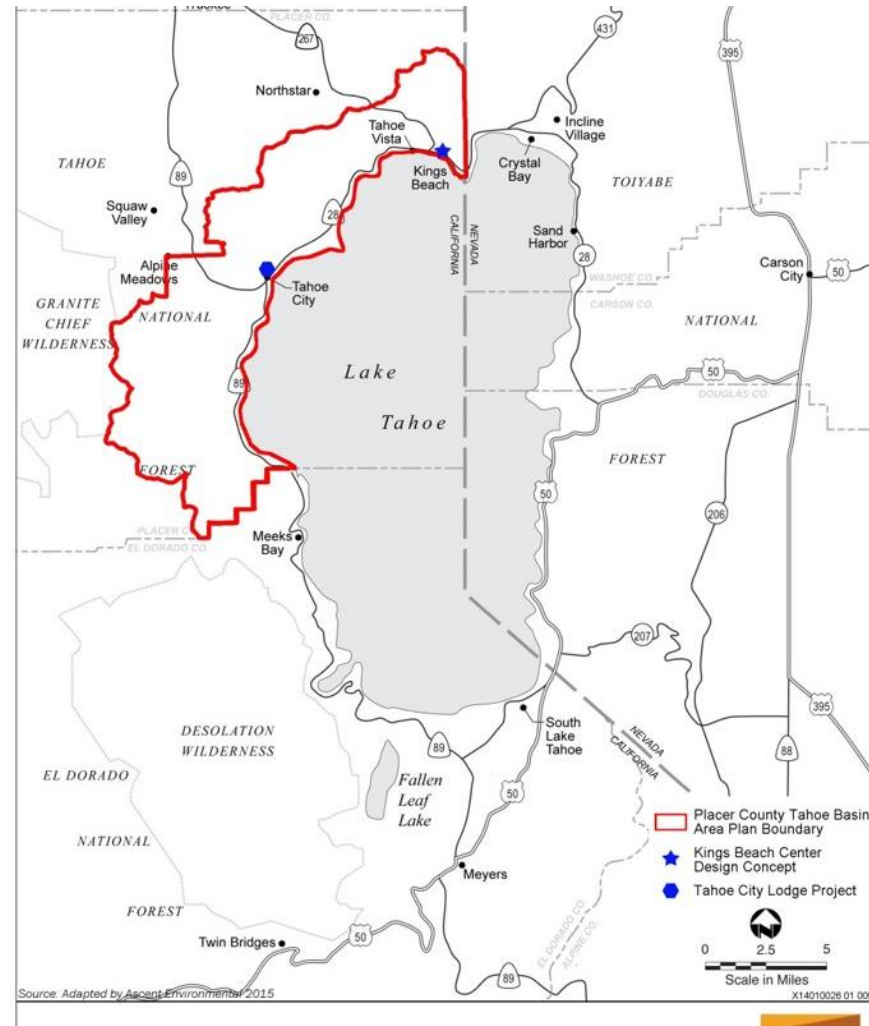 Truckee
PLACER CO.
267
431
395
Northstar
Incline
Village
Tahoe
Vista
Kings
Beach
Crystal
Bay
TAHOE
89
TOIYABE
Squaw
Valley
28
CALIFORNIA
NEVADA
Sand
Harbor
28
WASHOE CO.
CARSON CO.
Carson
City
50
Alpine
Meadows
Tahoe
City
GRANITE
CHIEF
WILDERNESS
NATIONAL
NATIONAL
Lake
Tahoe
89
50
DOUGLAS CO.
FOREST
FOREST
50
206
PLACER CO.
EL DORADO CO.
Meeks
Bay
207
DESOLATION
WILDERNESS
South
Lake
Tahoe
NEVADA
CALIFORNIA
395
89
88
EL DORADO
Fallen
Leaf
Lake
50
NATIONAL
Meyers
FOREST
Twin Bridges
50
89
EL DORADO CO.
ALPINE CO.
Placer County Tahoe Basin
Area Plan Boundary
Kings Beach Center
Design Concept
Tahoe City Lodge Project
N
0 2.5 5
Scale in Miles
Source: Adapted by Ascent Environmental 2015
X14010026 01 009